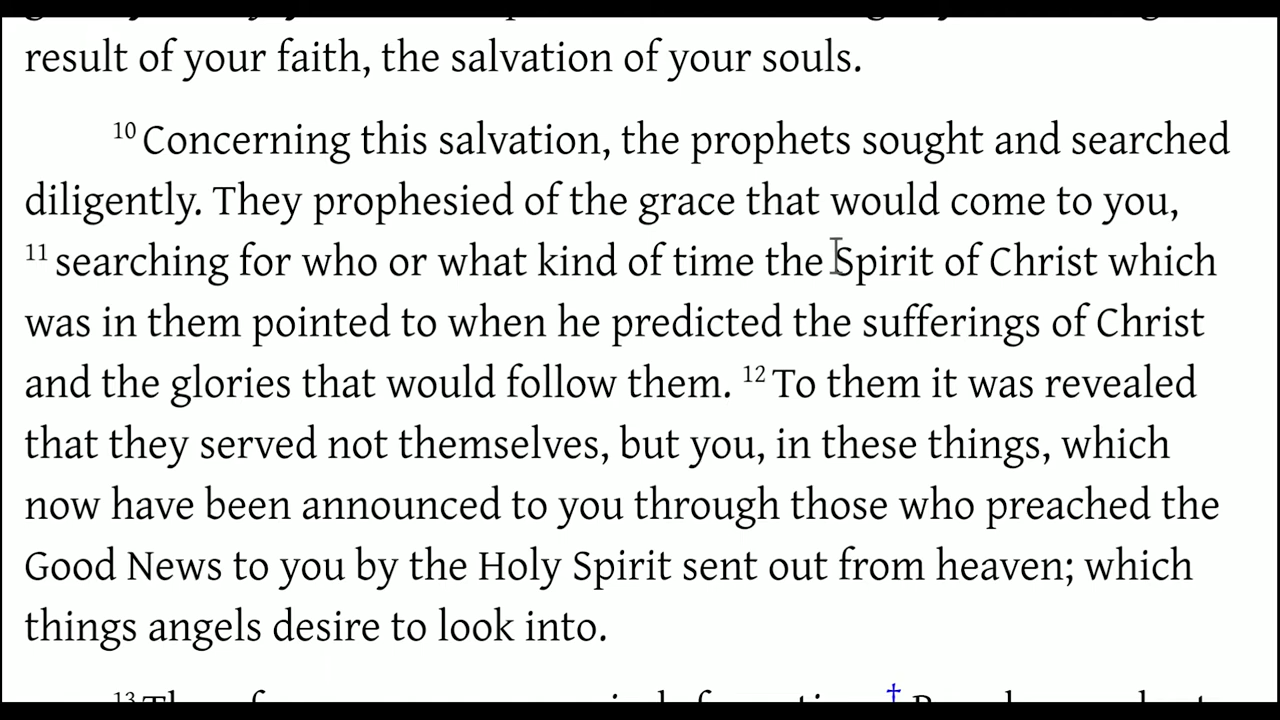 result of your faith, the salvation of your souls.
10 Concerning this salvation, the prophets sought and searched
diligently. They prophesied of the grace that would come to you,
11 searching for who or what kind of time the Spirit of Christ which
was in them pointed to when he predicted the sufferings of Christ
and the glories that would follow them. 12 To them it was revealed
that they served not themselves, but you, in these things, which
now have been announced to you through those who preached the
Good News to you by the Holy Spirit sent out from heaven; which
things angels desire to look into.
13 †